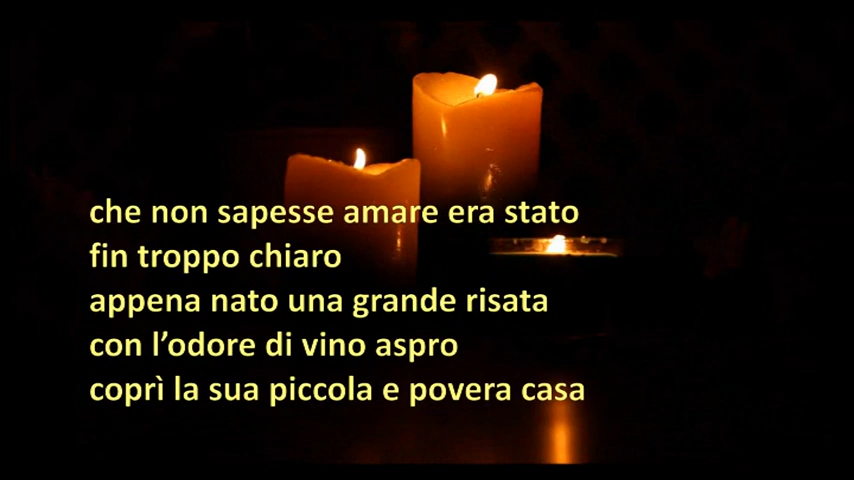 che non sapesse amare era stato
fin troppo chiaro
appena nato una grande risata
con l’odore di vino aspro
coprì la sua piccola e povera casa